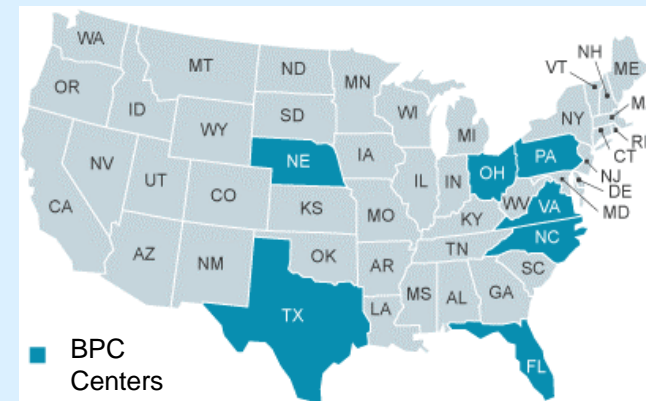 WA
MT
ND
MN
VT
NH
ME
OR
ID
SD
WI
MI
NY
WY
NE
IA
PA
CT
NV
UT
CO
IL
IN
OH
NJ
DE
MD
CA
KS
MO
KY
WV
VA
AZ
NM
OK
AR
TN
NC
SC
TX
LA
MS
AL
GA
FL
BPC
Centers